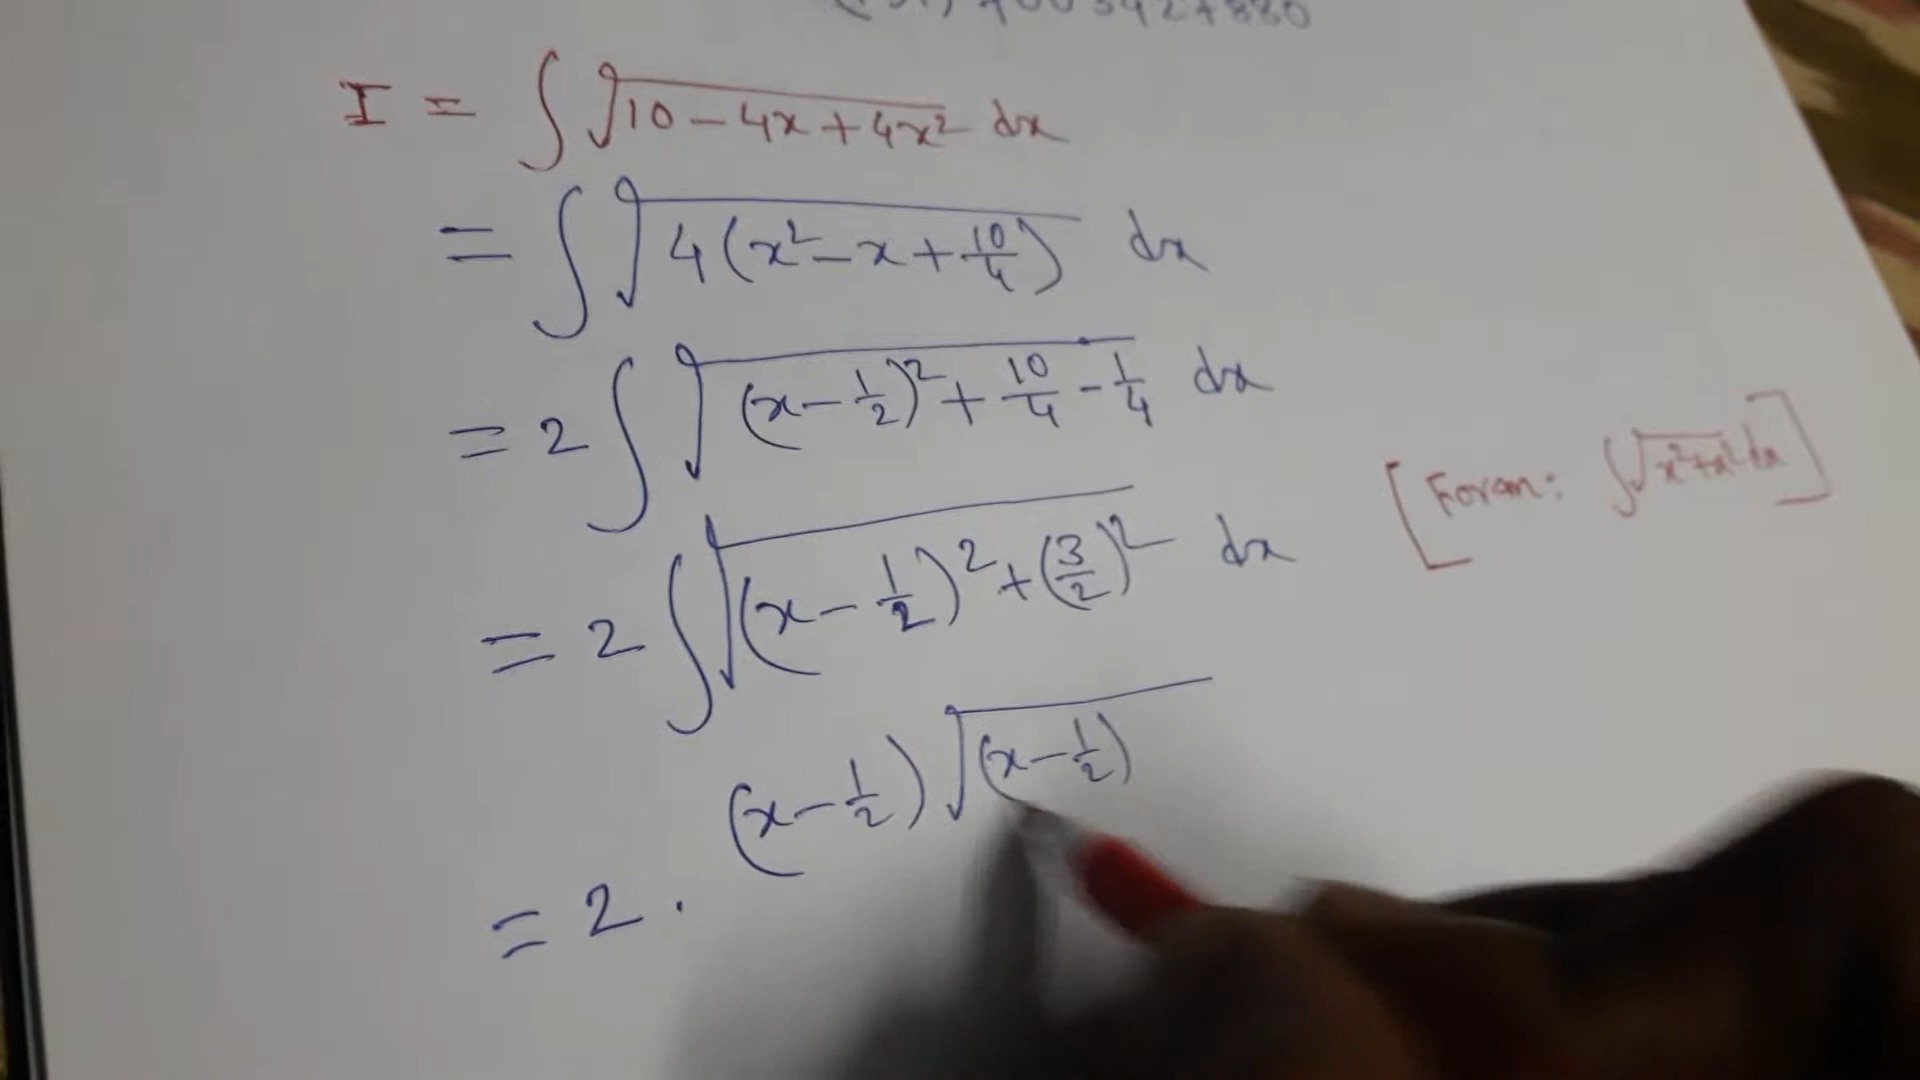 I = ∫ √(10 - 4x + 4x²) dx
= ∫ √(4(x² - x + 10/4)) dx
= 2 ∫ √((x - 1/2)² + 10/4 - 1/4) dx
[Foram: ∫ √(x² + a²) dx]
= 2 ∫ √((x - 1/2)² + (3/2)²) dx
= 2 · (x - 1/2) √((x - 1/2)